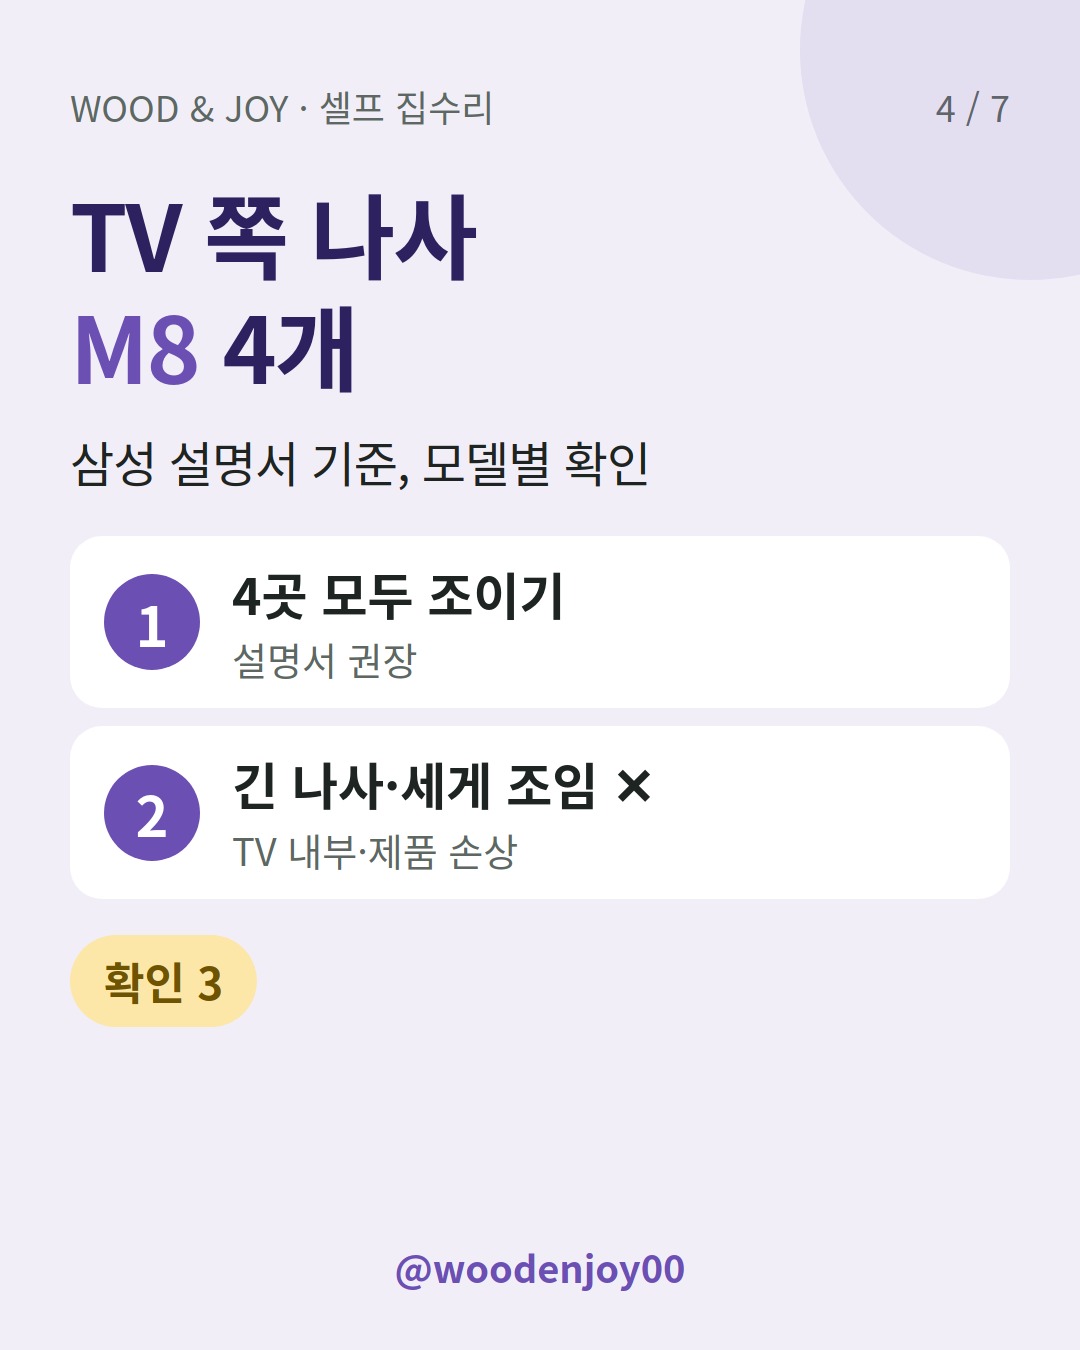 WOOD & JOY · 셀프 집수리
4 / 7
TV 쪽 나사
M8 4개
삼성 설명서 기준, 모델별 확인
1
4곳 모두 조이기
설명서 권장
2
긴 나사·세게 조임 ✕
TV 내부·제품 손상
확인 3
@woodenjoy00